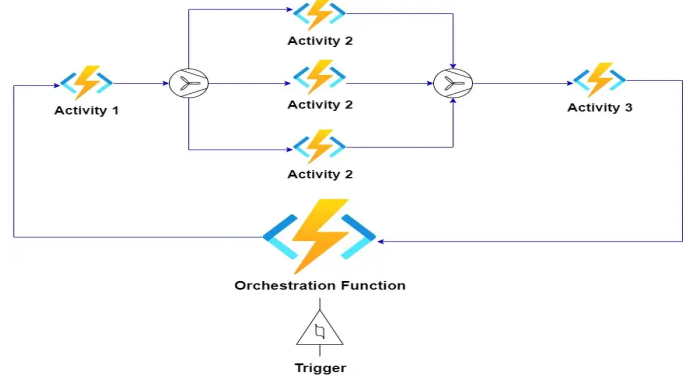 Activity 2
Activity 1
Activity 2
Activity 3
Activity 2
Orchestration Function
Trigger